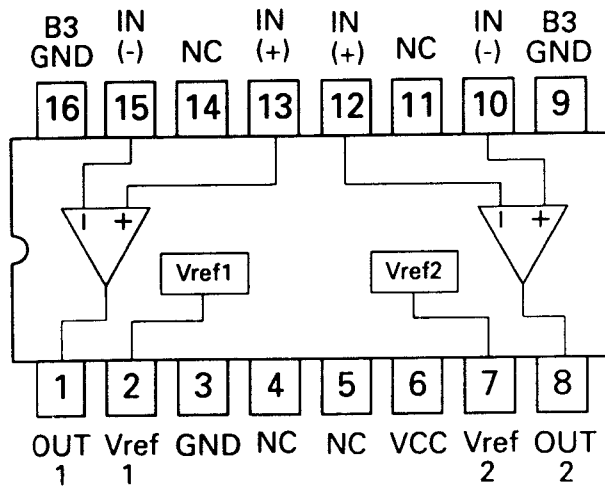 B3 IN IN IN IN B3
GND (-) NC (+) (+) NC (-) GND
16 15 14 13 12 11 10 9
- + - +
Vref1 Vref2
1 2 3 4 5 6 7 8
OUT Vref GND NC NC VCC Vref OUT
1 1 2 2